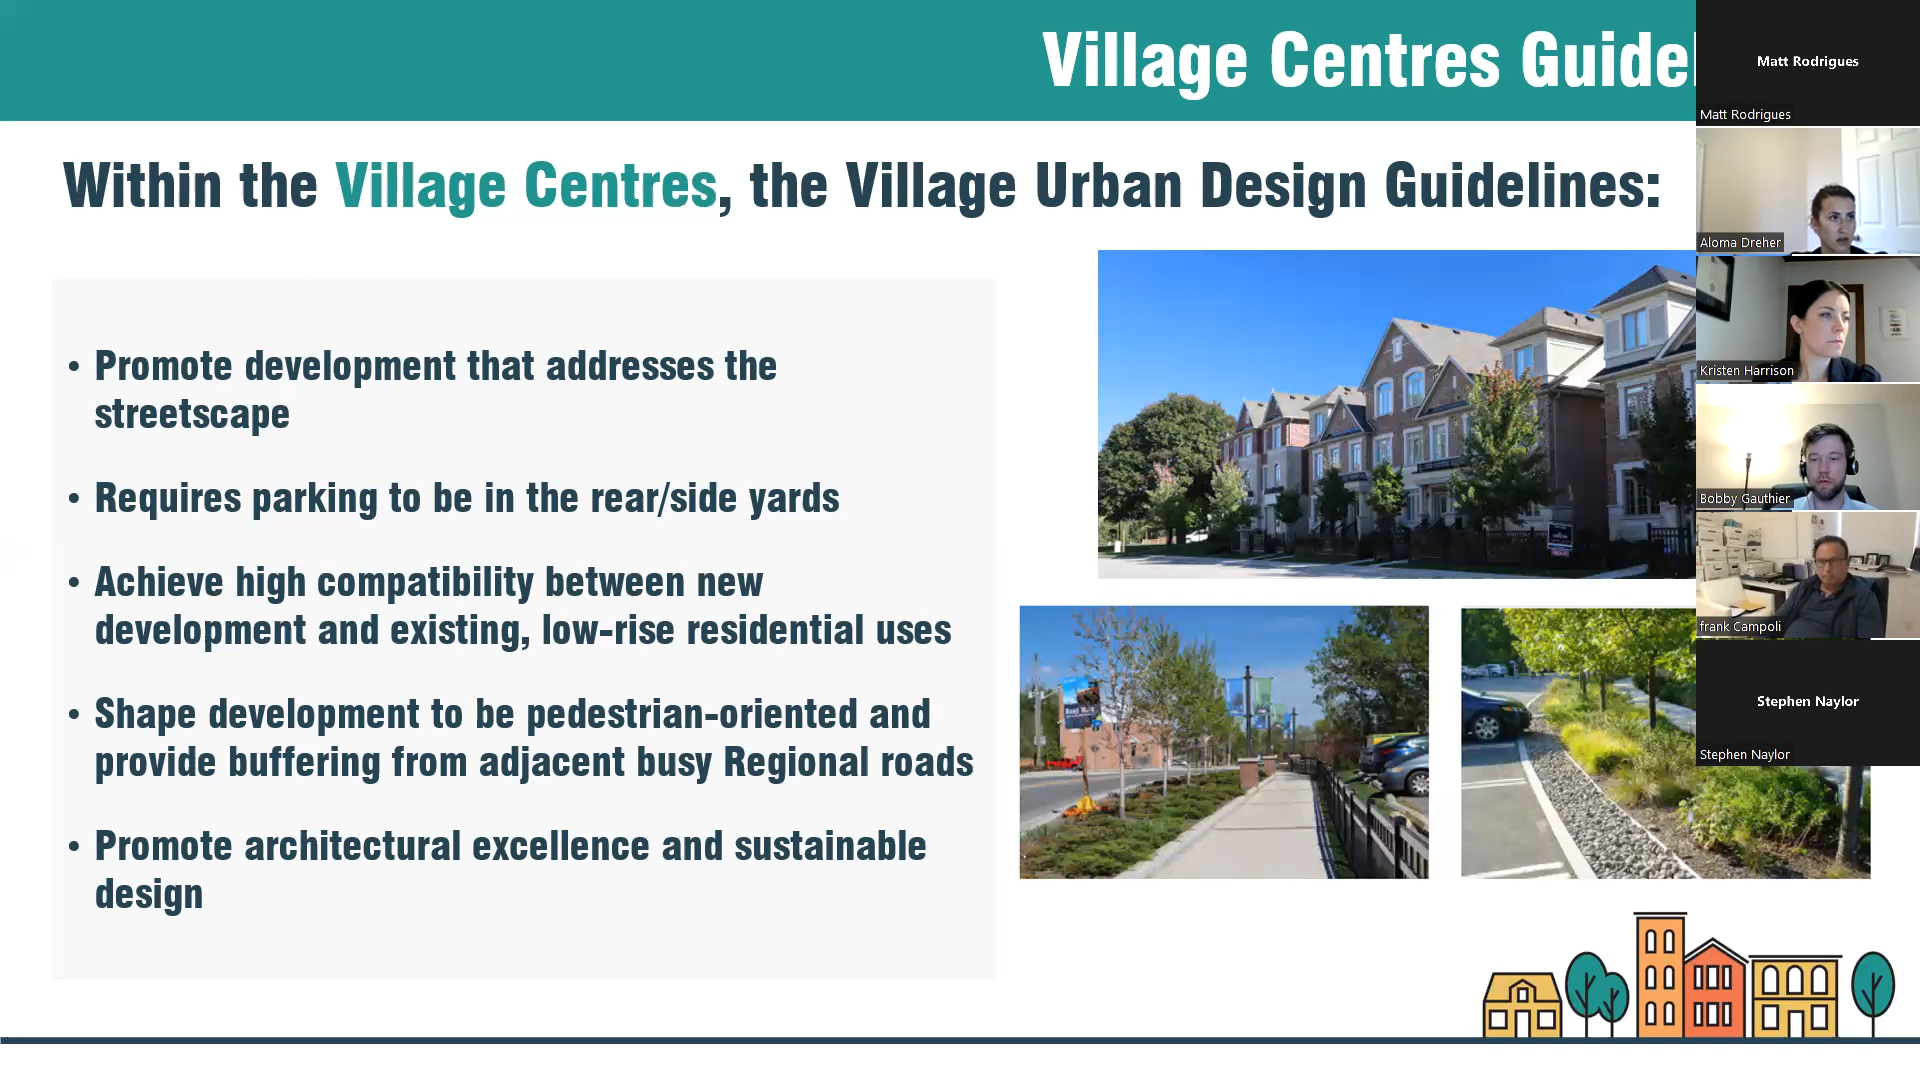 Village Centres Guidel
Within the Village Centres, the Village Urban Design Guidelines:
• Promote development that addresses the
streetscape
• Requires parking to be in the rear/side yards
• Achieve high compatibility between new
development and existing, low-rise residential uses
• Shape development to be pedestrian-oriented and
provide buffering from adjacent busy Regional roads
• Promote architectural excellence and sustainable
design
Matt Rodrigues
Matt Rodrigues
Aloma Dreher
Kristen Harrison
Bobby Gauthier
frank Campoli
Stephen Naylor
Stephen Naylor